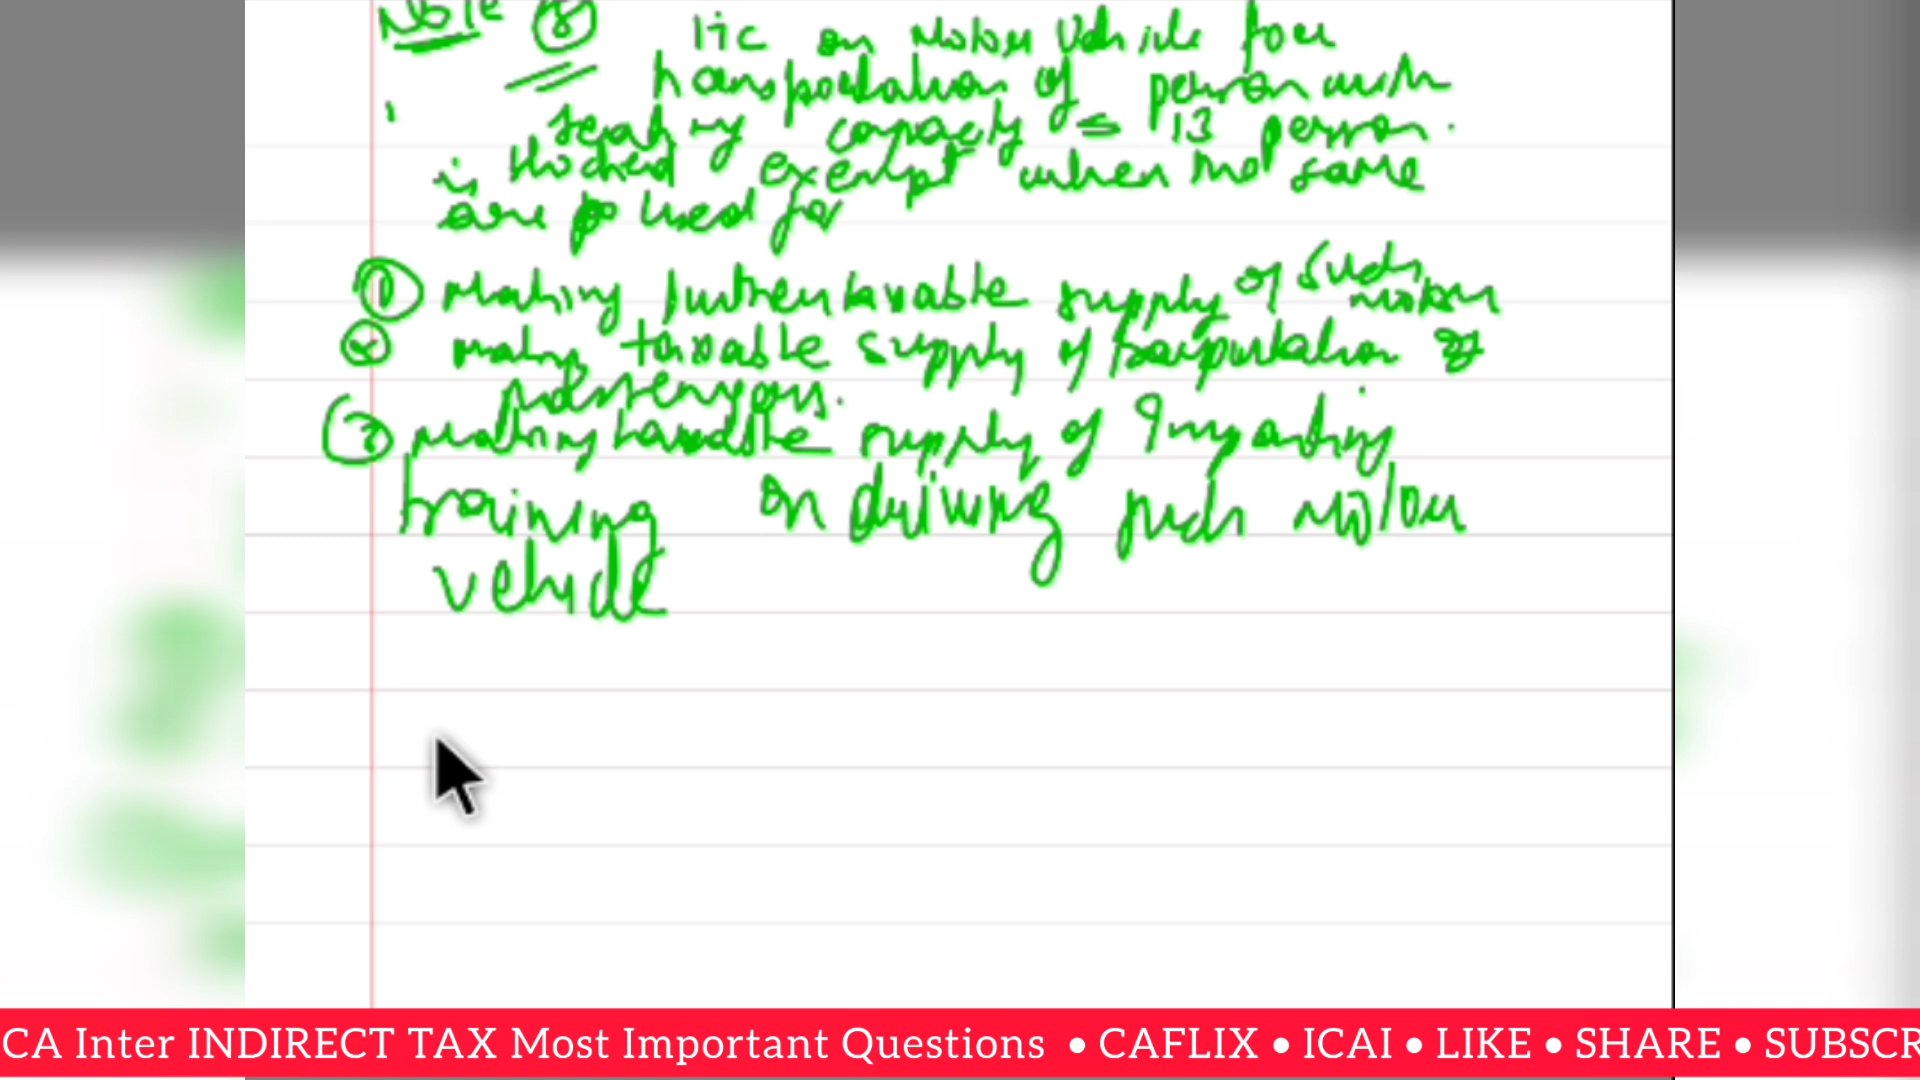 Note 8 ITC on Motor Vehicle for
transportation of person with
seating capacity ≤ 13 person.
is blocked exempt when the same
are used for
① Making further taxable supply of such motor
② making taxable supply of transportation of
passengers.
③ Making taxable supply of Imparting
training on driving such motor
vehicle
CA Inter INDIRECT TAX Most Important Questions • CAFLIX • ICAI • LIKE • SHARE • SUBSCR